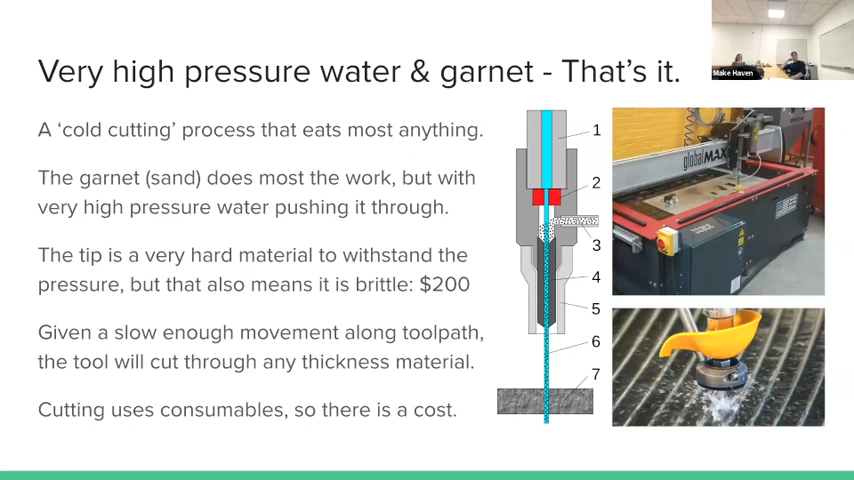 Very high pressure water & garnet - That's it.
A 'cold cutting' process that eats most anything.
The garnet (sand) does most the work, but with
very high pressure water pushing it through.
The tip is a very hard material to withstand the
pressure, but that also means it is brittle: $200
Given a slow enough movement along toolpath,
the tool will cut through any thickness material.
Cutting uses consumables, so there is a cost.
1
2
3
4
5
6
7
globalMAX
Make Haven